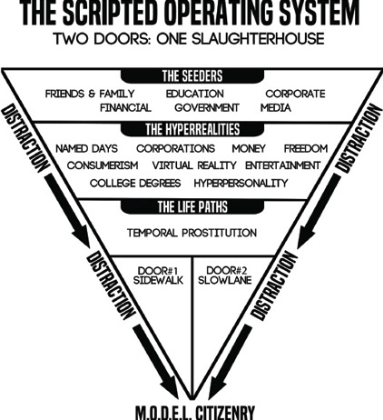 THE SCRIPTED OPERATING SYSTEM
TWO DOORS: ONE SLAUGHTERHOUSE
THE SEEDERS
FRIENDS & FAMILY EDUCATION CORPORATE
FINANCIAL GOVERNMENT MEDIA
THE HYPERREALITIES
NAMED DAYS CORPORATIONS MONEY FREEDOM
CONSUMERISM VIRTUAL REALITY ENTERTAINMENT
COLLEGE DEGREES HYPERPERSONALITY
THE LIFE PATHS
TEMPORAL PROSTITUTION
DOOR#1 DOOR#2
SIDEWALK SLOWLANE
DISTRACTION
DISTRACTION
DISTRACTION
DISTRACTION
M.O.D.E.L. CITIZENRY